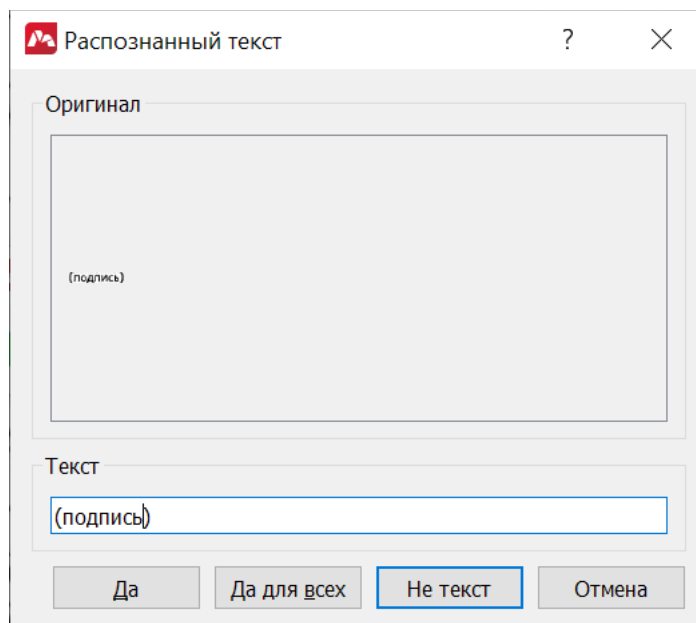 Распознанный текст
Оригинал
(подпись)
Текст
(подпись)
Да Да для всех Не текст Отмена